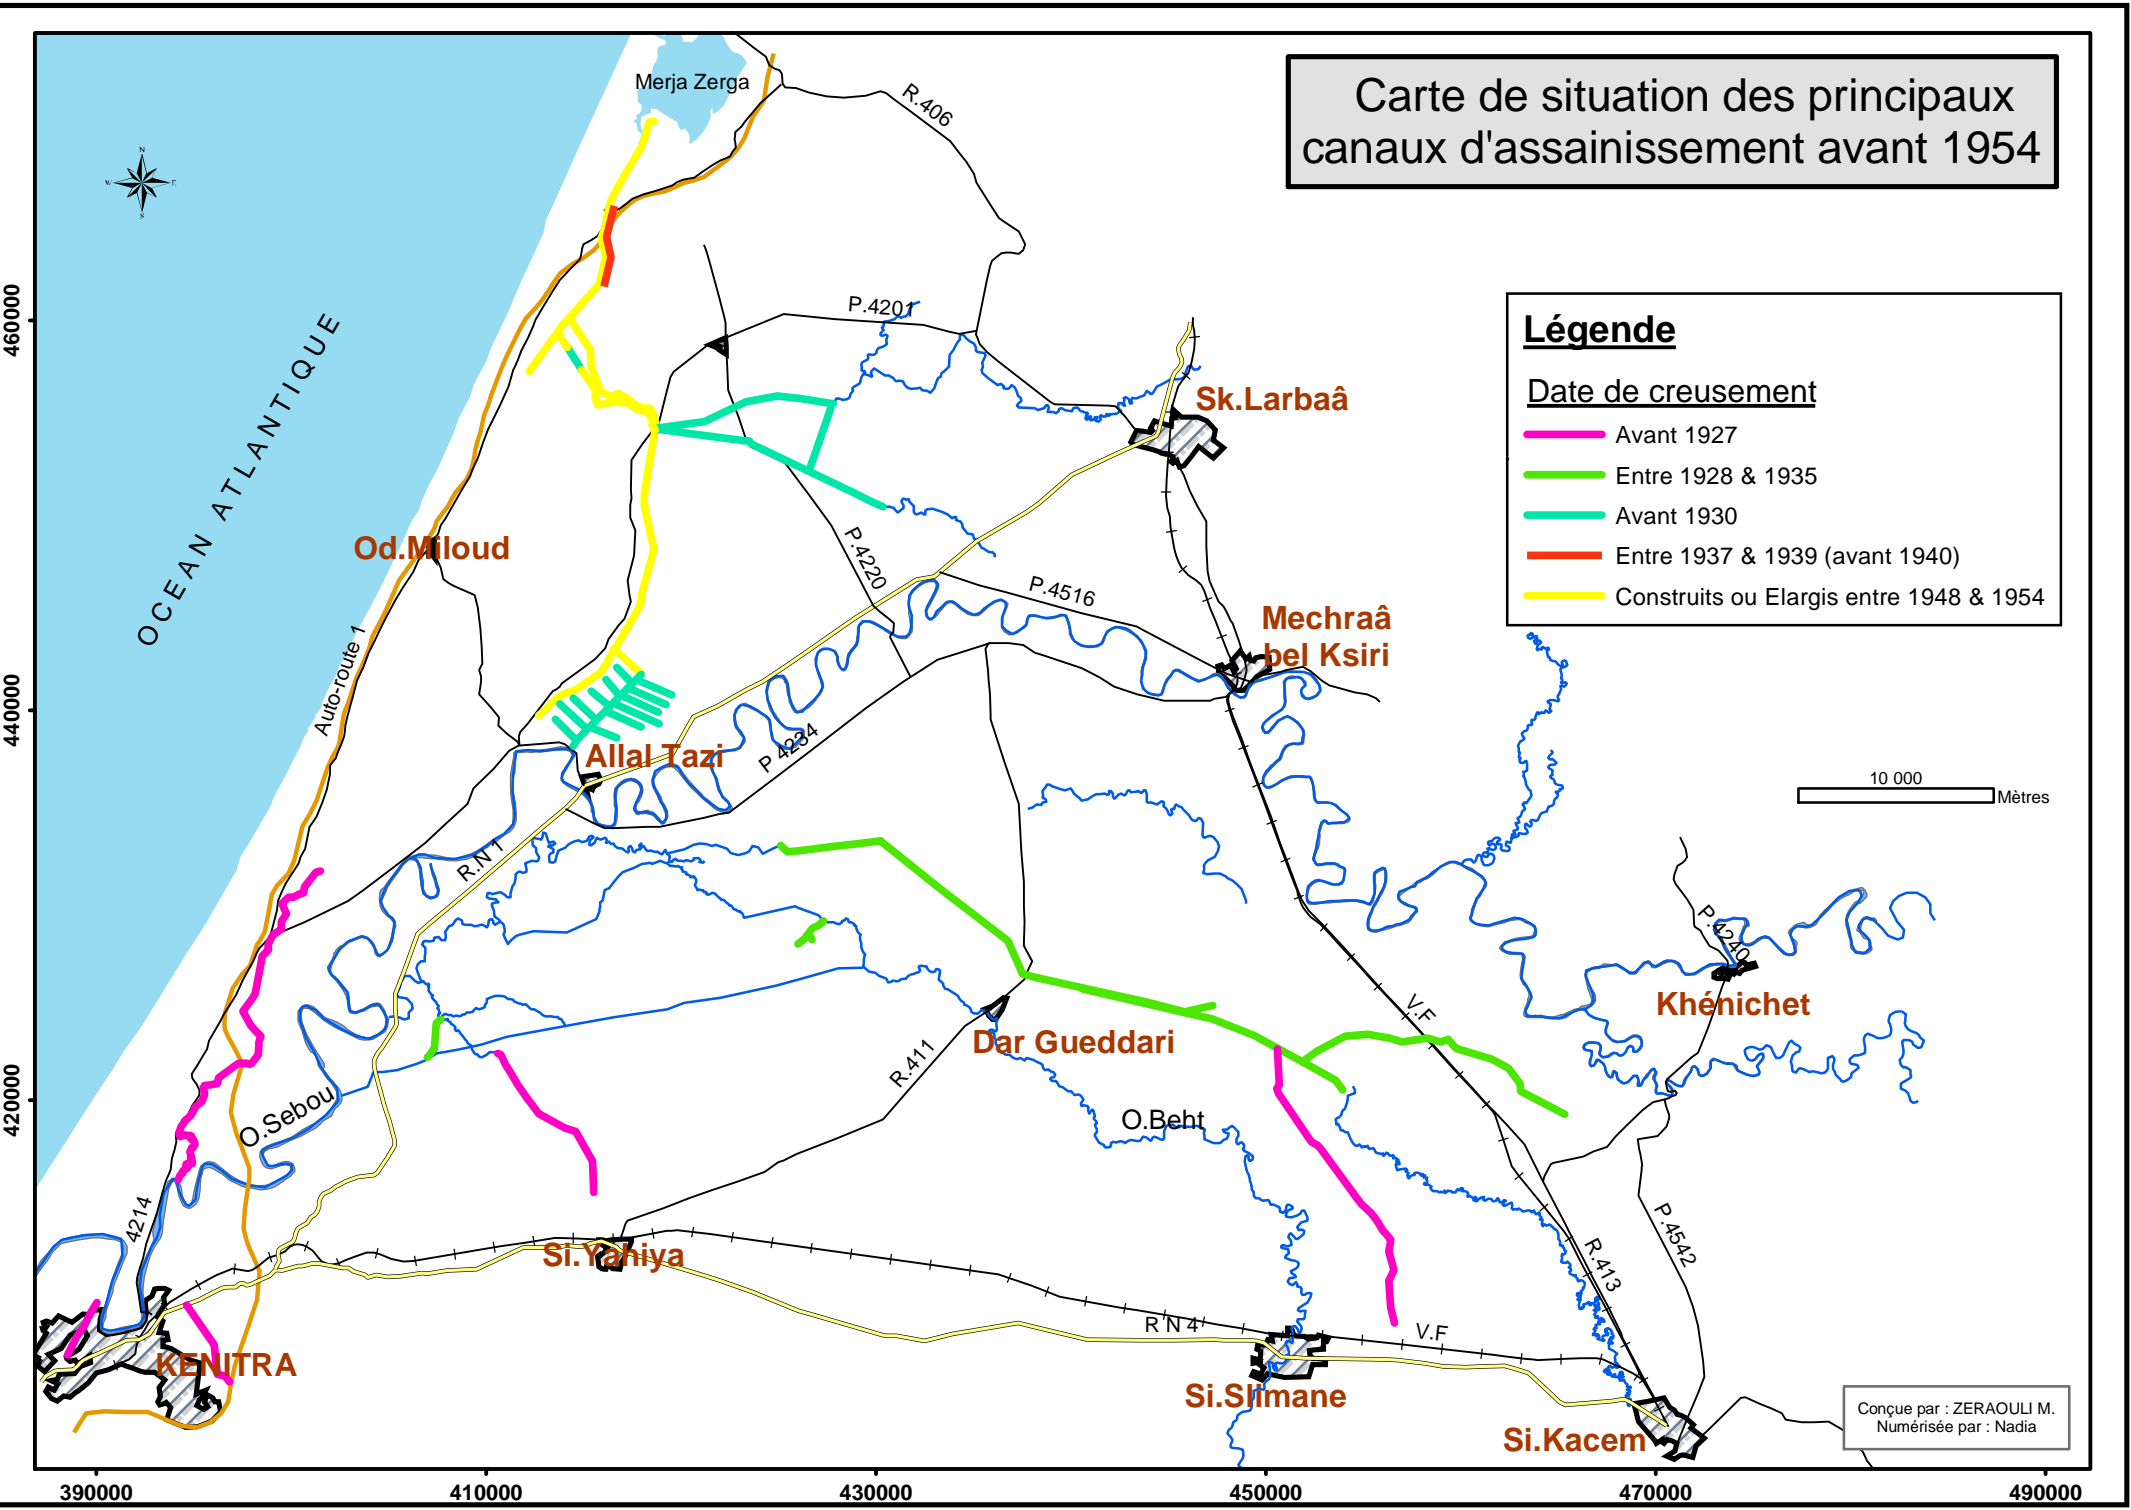 Carte de situation des principaux
canaux d'assainissement avant 1954
Merja Zerga
R.406
N
W
E
S
OCEAN ATLANTIQUE
P.4201
Légende
Date de creusement
Avant 1927
Entre 1928 & 1935
Avant 1930
Entre 1937 & 1939 (avant 1940)
Construits ou Elargis entre 1948 & 1954
Sk.Larbaâ
Od.Miloud
P.4220
P.4516
Mechraâ
bel Ksiri
Auto-route 1
Allal Tazi
P 4234
10 000
Mètres
R.N 1
P.4240
Khénichet
V.F
Dar Gueddari
R.411
O.Sebou
O.Beht
4214
P.4542
R.413
Si.Yahiya
R N 4
V.F
KENITRA
Si.Slimane
Si.Kacem
Conçue par : ZERAOULI M.
Numérisée par : Nadia
460000
440000
420000
390000
410000
430000
450000
470000
490000